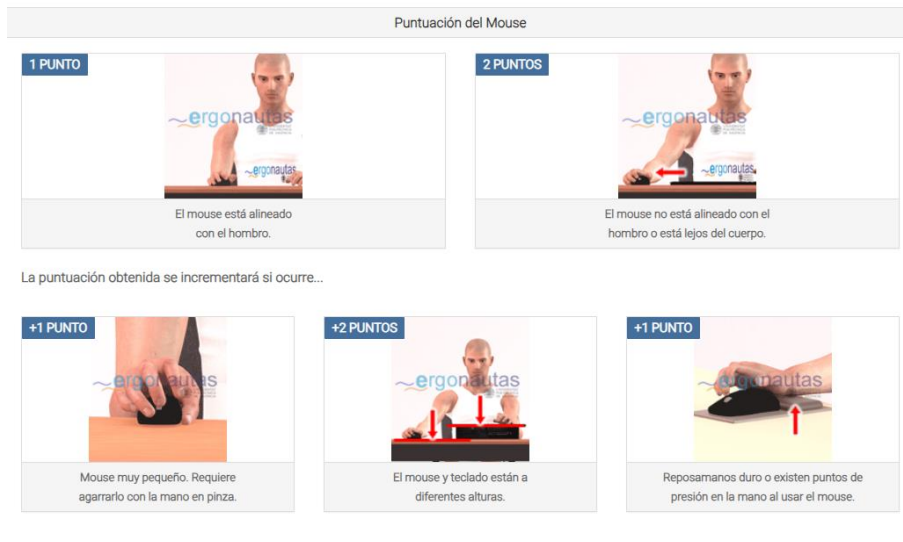 Puntuación del Mouse
1 PUNTO
ergonautas
ergonautas
El mouse está alineado
con el hombro.
2 PUNTOS
ergonautas
ergonautas
El mouse no está alineado con el
hombro o está lejos del cuerpo.
La puntuación obtenida se incrementará si ocurre...
+1 PUNTO
ergonautas
Mouse muy pequeño. Requiere
agarrarlo con la mano en pinza.
+2 PUNTOS
ergonautas
El mouse y teclado están a
diferentes alturas.
+1 PUNTO
ergonautas
Reposamanos duro o existen puntos de
presión en la mano al usar el mouse.